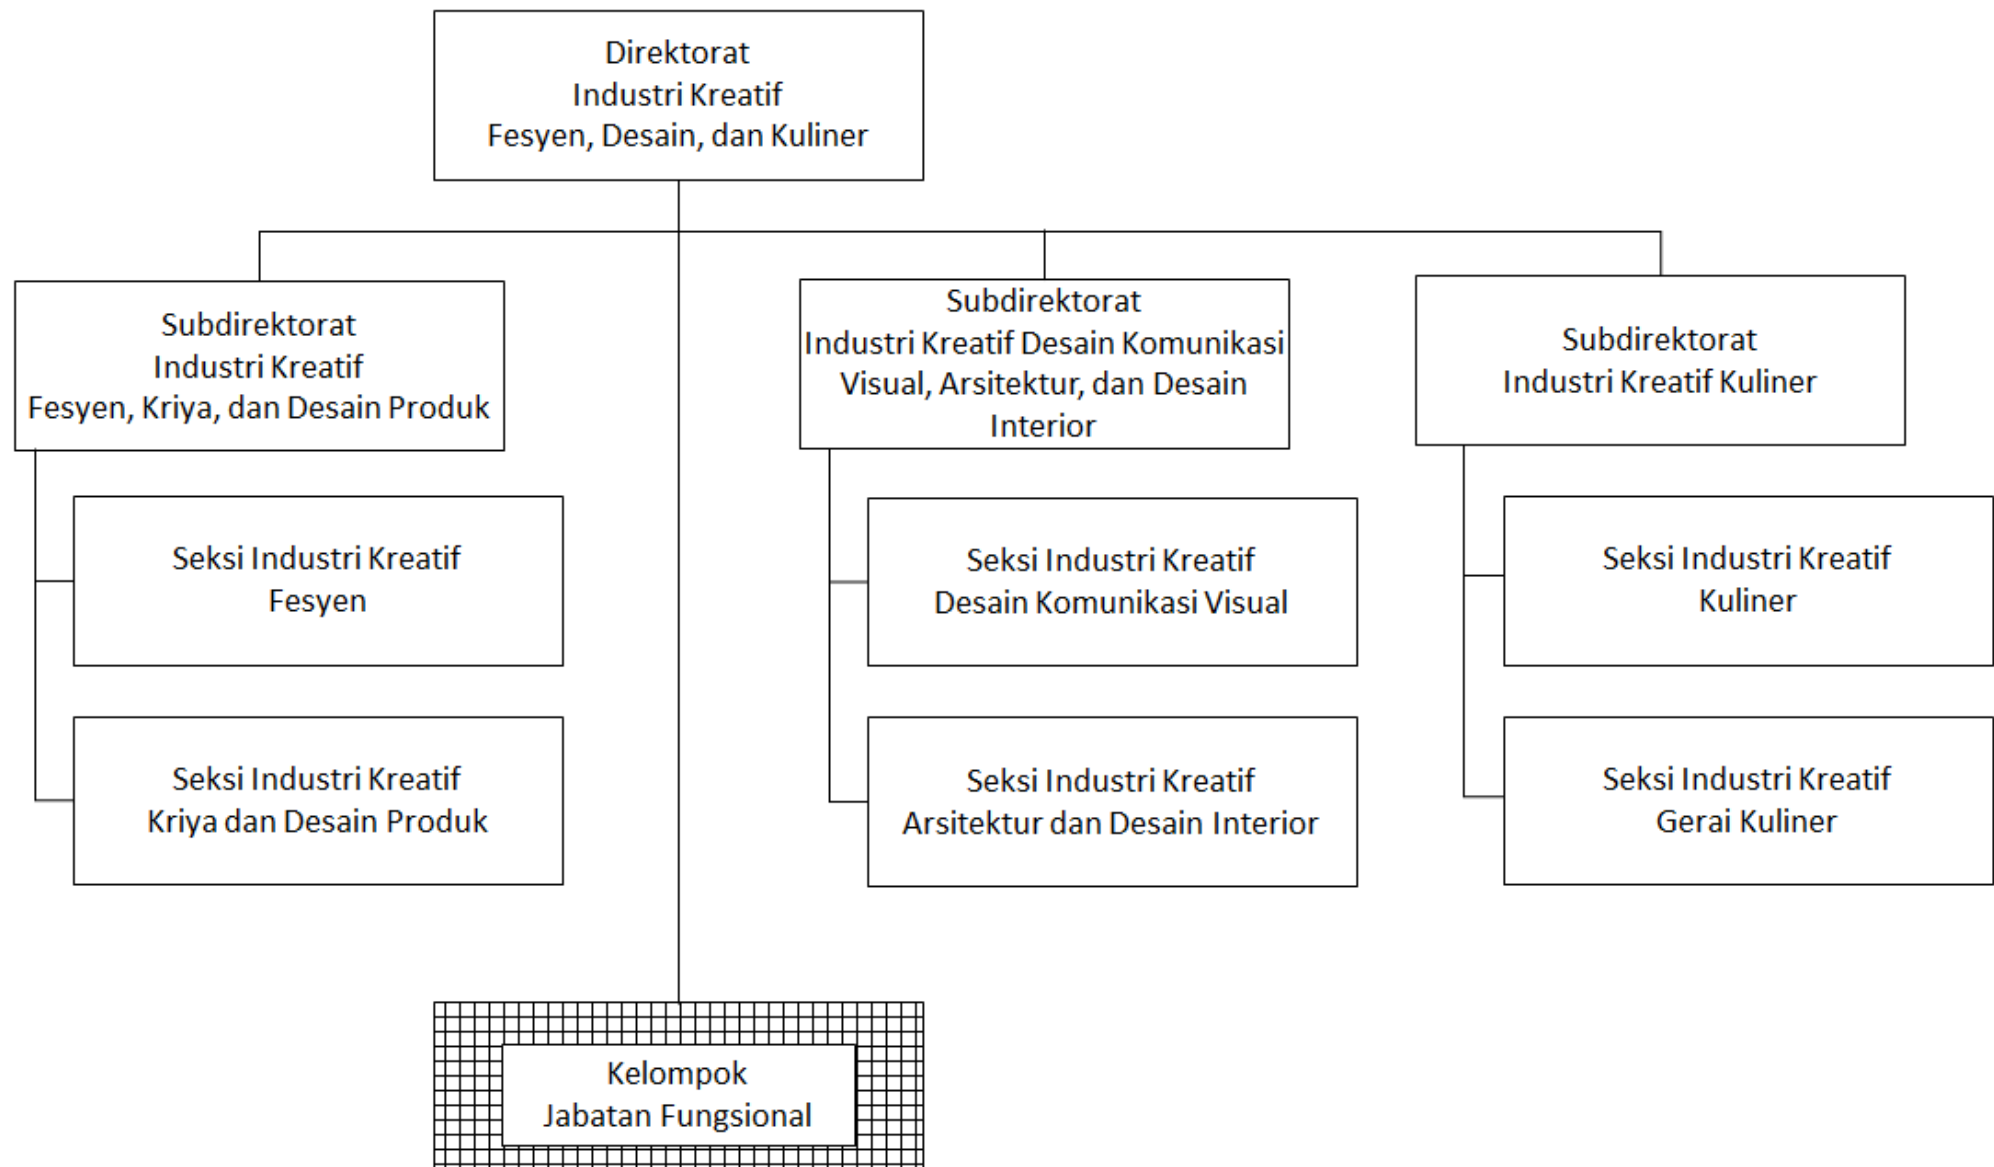 Direktorat
Industri Kreatif
Fesyen, Desain, dan Kuliner
Subdirektorat
Industri Kreatif
Fesyen, Kriya, dan Desain Produk
Subdirektorat
Industri Kreatif Desain Komunikasi
Visual, Arsitektur, dan Desain
Interior
Subdirektorat
Industri Kreatif Kuliner
Seksi Industri Kreatif
Fesyen
Seksi Industri Kreatif
Desain Komunikasi Visual
Seksi Industri Kreatif
Kuliner
Seksi Industri Kreatif
Kriya dan Desain Produk
Seksi Industri Kreatif
Arsitektur dan Desain Interior
Seksi Industri Kreatif
Gerai Kuliner
Kelompok
Jabatan Fungsional